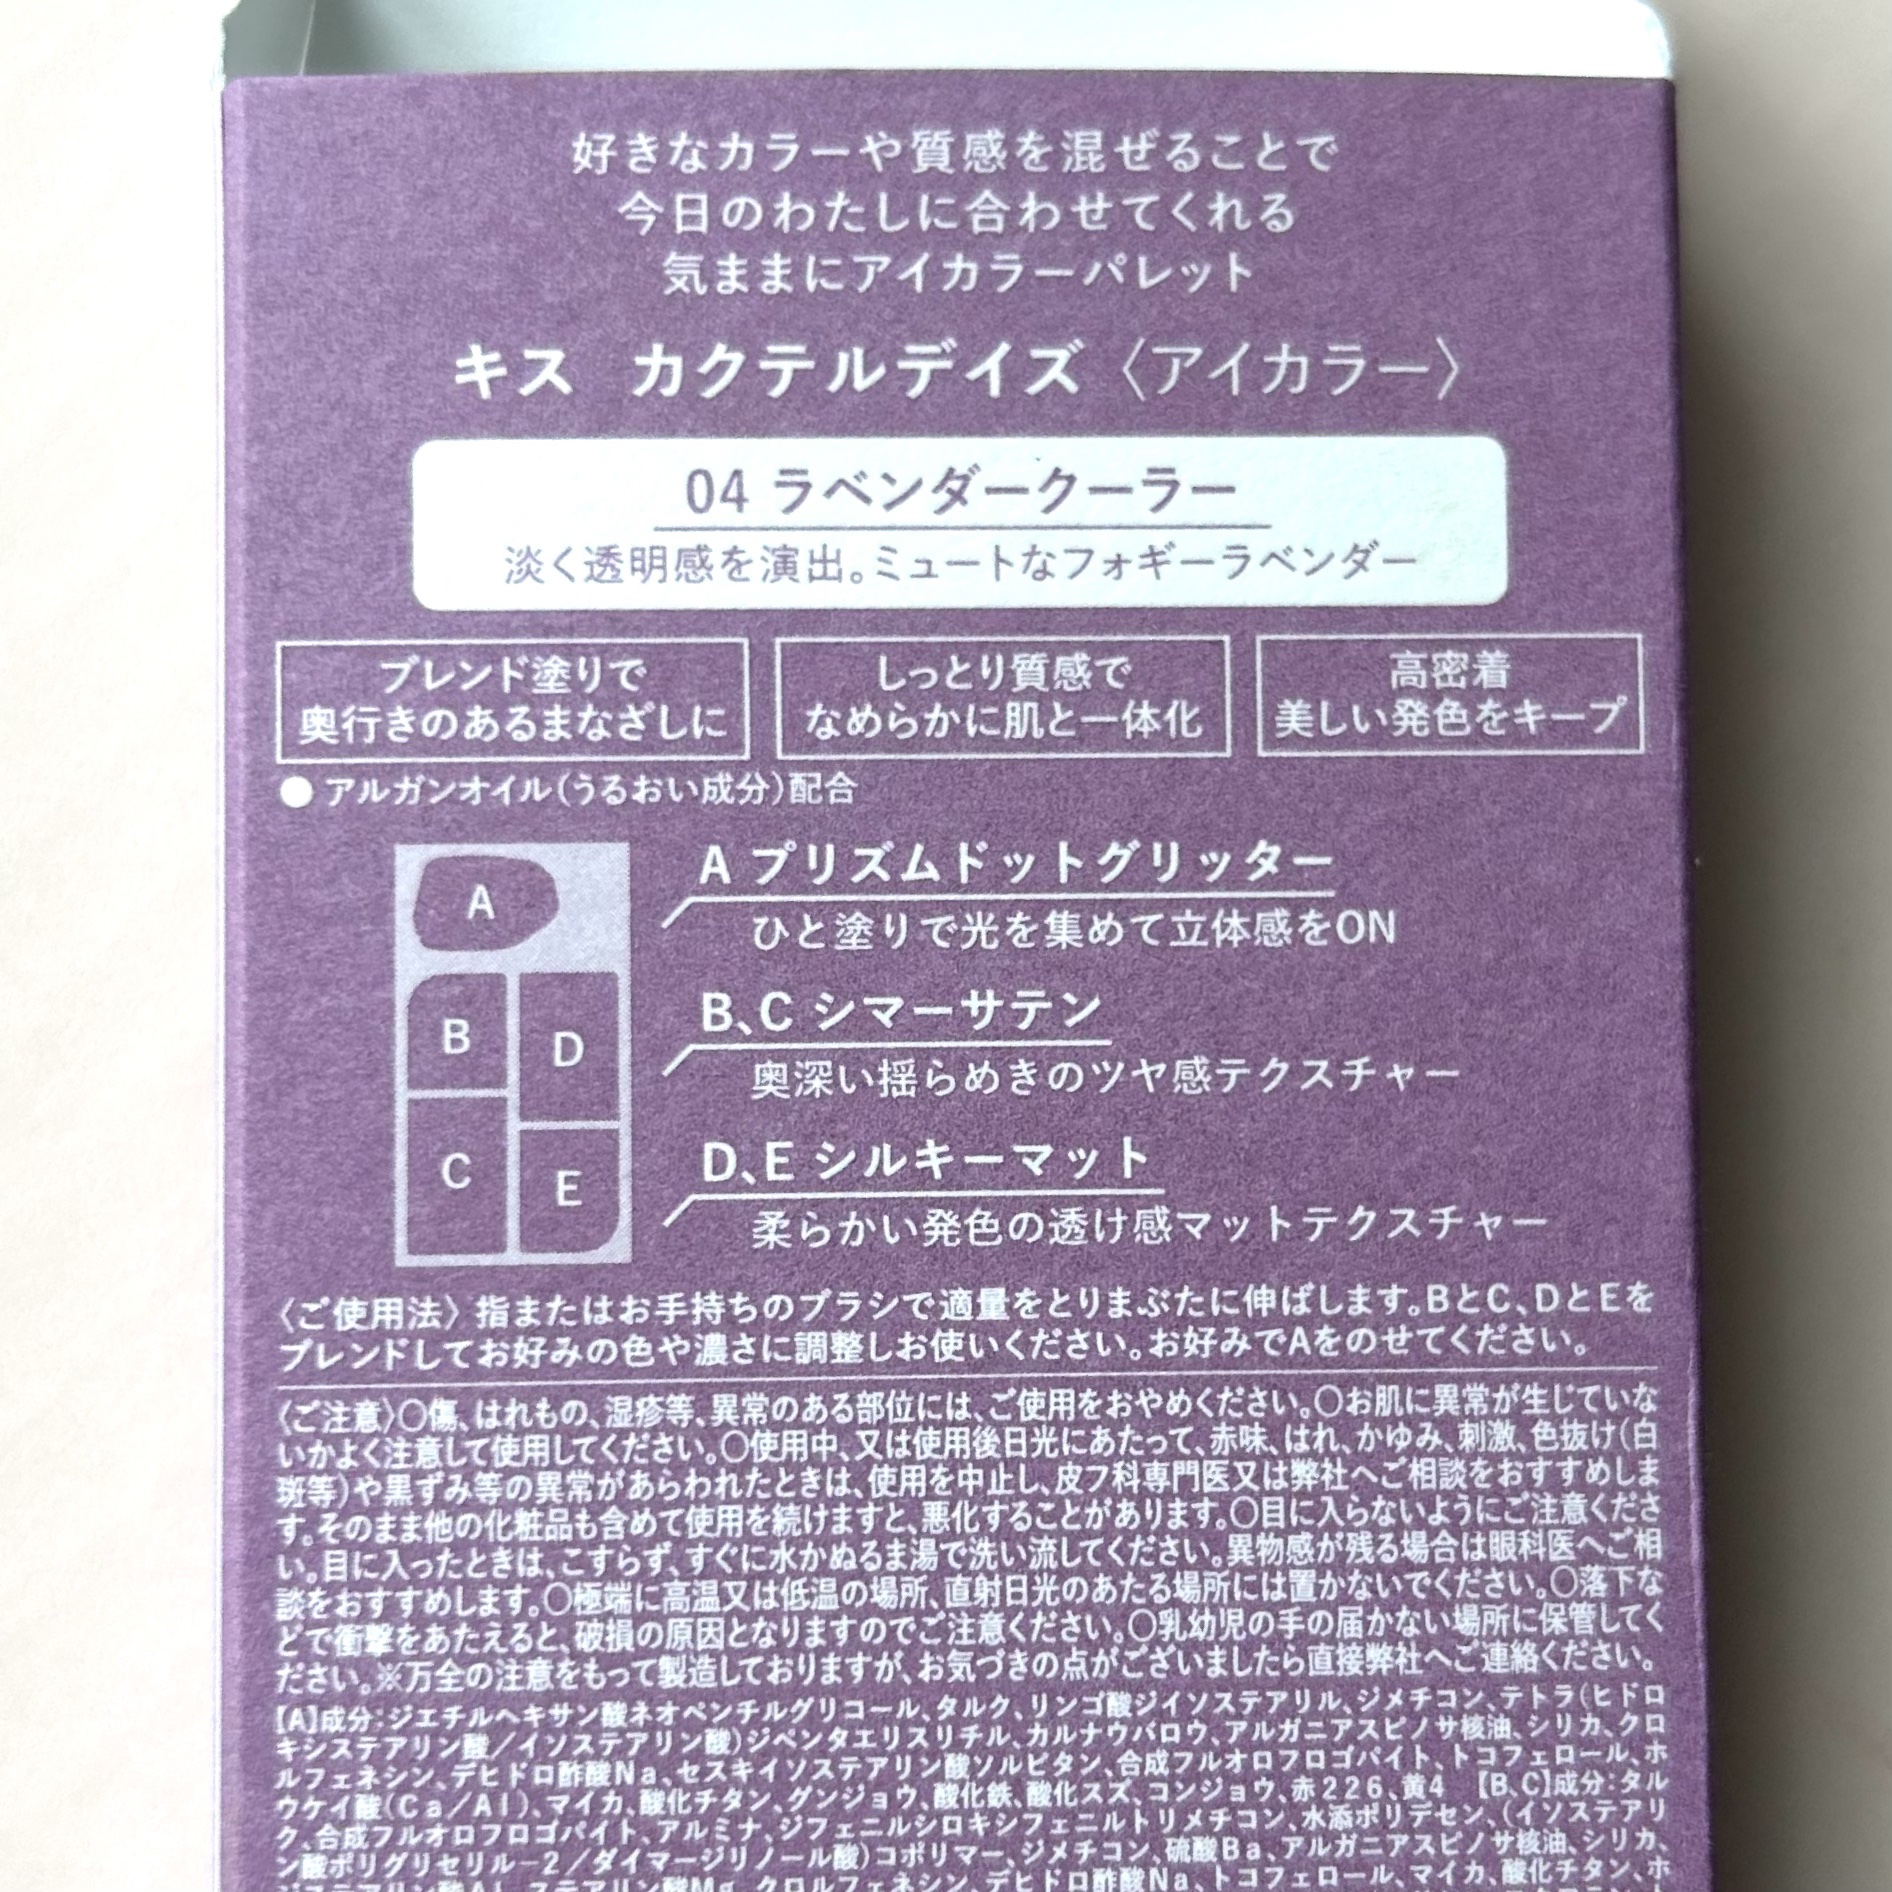 好きなカラーや質感を混ぜることで
今日のわたしに合わせてくれる
気ままにアイカラーパレット
キス カクテルデイズ〈アイカラー〉
04 ラベンダークーラー
淡く透明感を演出。ミュートなフォギーラベンダー
ブレンド塗りで
奥行きのあるまなざしに
しっとり質感で
なめらかに肌と一体化
高密着
美しい発色をキープ
●アルガンオイル(うるおい成分)配合
A
B
C
D
E
A プリズムドットグリッター
ひと塗りで光を集めて立体感をON
B、C シマーサテン
奥深い揺らめきのツヤ感テクスチャー
D、E シルキーマット
柔らかい発色の透け感マットテクスチャー
〈ご使用法〉指またはお手持ちのブラシで適量をとりまぶたに伸ばします。BとC、DとEを
ブレンドしてお好みの色や濃さに調整しお使いください。お好みでAをのせてください。
〈ご注意〉○傷、はれもの、湿疹等、異常のある部位には、ご使用をおやめください。○お肌に異常が生じていな
いかよく注意して使用してください。○使用中、又は使用後日光にあたって、赤味、はれ、かゆみ、刺激、色抜け(白
斑等)や黒ずみ等の異常があらわれたときは、使用を中止し、皮フ科専門医又は弊社へご相談をおすすめしま
す。そのまま他の化粧品も含めて使用を続けますと、悪化することがあります。○目に入らないようにご注意くださ
い。目に入ったときは、こすらず、すぐに水かぬるま湯で洗い流してください。異物感が残る場合は眼科医へご相
談をおすすめします。○極端に高温又は低温の場所、直射日光のあたる場所には置かないでください。○落下な
どで衝撃をあたえると、破損の原因となりますのでご注意ください。○乳幼児の手の届かない場所に保管してく
ださい。※万全の注意をもって製造しておりますが、お気づきの点がございましたら直接弊社へご連絡ください。
【A】成分:ジエチルヘキサン酸ネオペンチルグリコール、タルク、リンゴ酸ジイソステアリル、ジメチコン、テトラ(ヒドロ
キシステアリン酸/イソステアリン酸)ジペンタエリスリチル、カルナウバロウ、アルガニアスピノサ核油、シリカ、クロ
ルフェネシン、デヒドロ酢酸Na、セスキイソステアリン酸ソルビタン、合成フルオロフロゴパイト、トコフェロール、ホ
ウケイ酸(Ca/Al)、マイカ、酸化チタン、グンジョウ、酸化鉄、酸化スズ、コンジョウ、赤226、黄4 【B、C】成分:タル
ク、合成フルオロフロゴパイト、アルミナ、ジフェニルシロキシフェニルトリメチコン、水添ポリデセン、(イソステアリ
ン酸ポリグリセリル-2/ダイマージリノール酸)コポリマー、ジメチコン、硫酸Ba、アルガニアスピノサ核油、シリカ、
ジステアリン酸Al、ステアリン酸Mg、クロルフェネシン、デヒドロ酢酸Na、トコフェロール、マイカ、酸化チタン、ホ